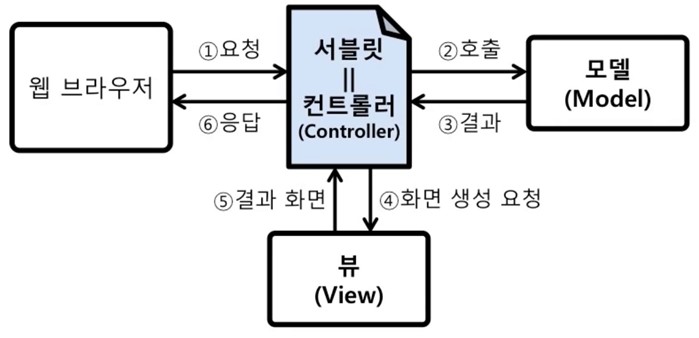 웹 브라우저
①요청
⑥응답
서블릿
||
컨트롤러
(Controller)
②호출
③결과
모델
(Model)
⑤결과 화면
④화면 생성 요청
뷰
(View)